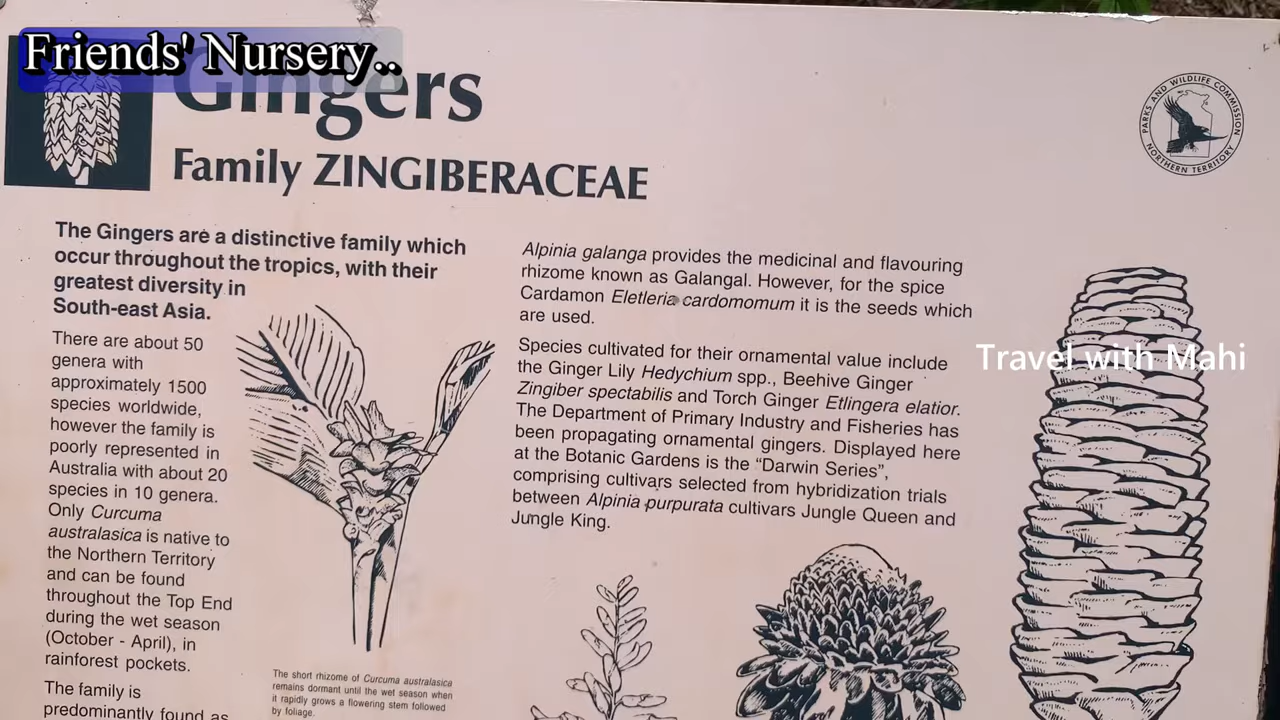 Friends' Nursery..
Gingers
Family ZINGIBERACEAE
PARKS AND WILDLIFE COMMISSION
NORTHERN TERRITORY
The Gingers are a distinctive family which
occur throughout the tropics, with their
greatest diversity in
South-east Asia.
There are about 50
genera with
approximately 1500
species worldwide,
however the family is
poorly represented in
Australia with about 20
species in 10 genera.
Only Curcuma
australasica is native to
the Northern Territory
and can be found
throughout the Top End
during the wet season
(October - April), in
rainforest pockets.
The family is
predominantly found as
The short rhizome of Curcuma australasica
remains dormant until the wet season when
it rapidly grows a flowering stem followed
by foliage.
Alpinia galanga provides the medicinal and flavouring
rhizome known as Galangal. However, for the spice
Cardamon Eletleria cardomomum it is the seeds which
are used.
Species cultivated for their ornamental value include
the Ginger Lily Hedychium spp., Beehive Ginger
Zingiber spectabilis and Torch Ginger Etlingera elatior.
The Department of Primary Industry and Fisheries has
been propagating ornamental gingers. Displayed here
at the Botanic Gardens is the “Darwin Series”,
comprising cultivars selected from hybridization trials
between Alpinia purpurata cultivars Jungle Queen and
Jungle King.
Travel with Mahi